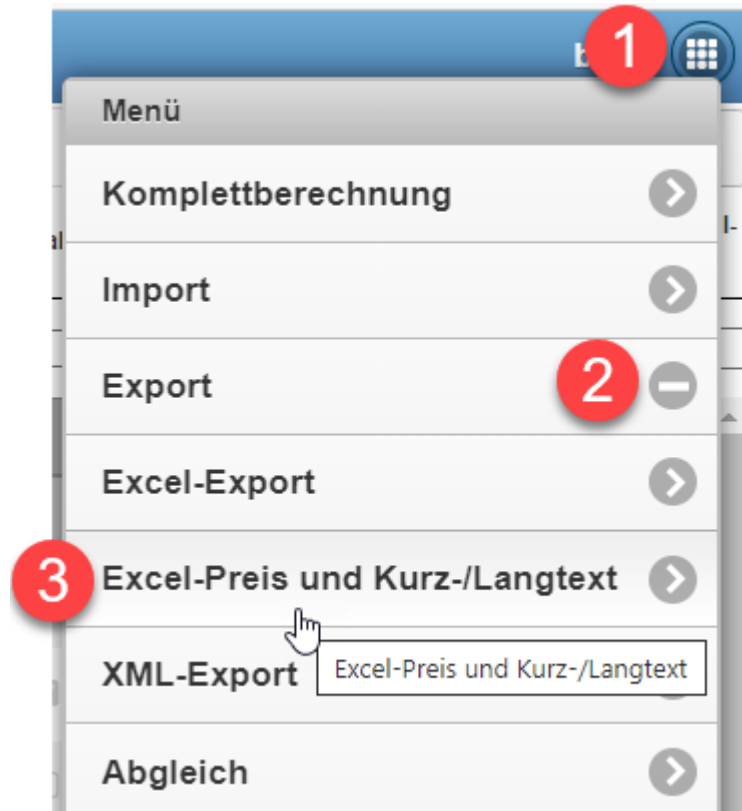 1
Menü
Komplettberechnung
Import
Export
2
Excel-Export
3
Excel-Preis und Kurz-/Langtext
XML-Export
Excel-Preis und Kurz-/Langtext
Abgleich